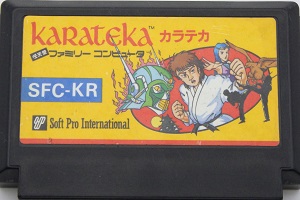 KARATEKA™ カラテカ
ファミリー コンピュータ
SFC-KR
Soft Pro International